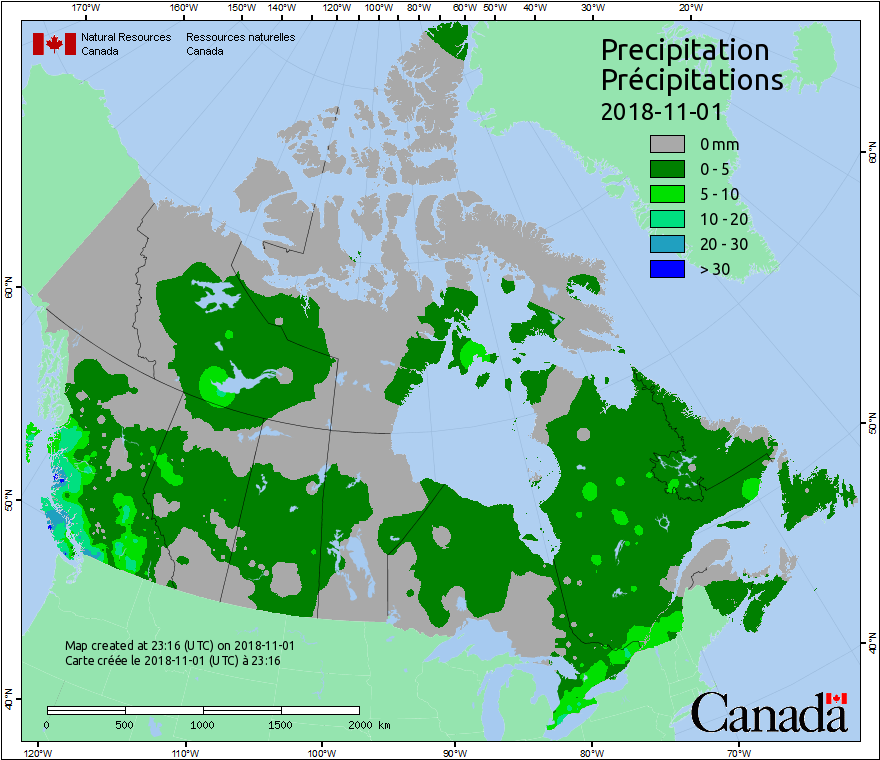 170°W 160°W 150°W 140°W 130°W 120°W 110°W 100°W 90°W 80°W 60°W 50°W 40°W 30°W 20°W
Natural Resources Ressources naturelles
Canada Canada
Precipitation
Précipitations
2018-11-01
0 mm
0 - 5
5 - 10
10 - 20
20 - 30
> 30
60°N
60°N
50°N
50°N
40°N
40°N
Map created at 23:16 (UTC) on 2018-11-01
Carte créée le 2018-11-01 (UTC) à 23:16
0 500 1000 1500 2000 km
Canada
120°W 110°W 100°W 90°W 80°W 70°W